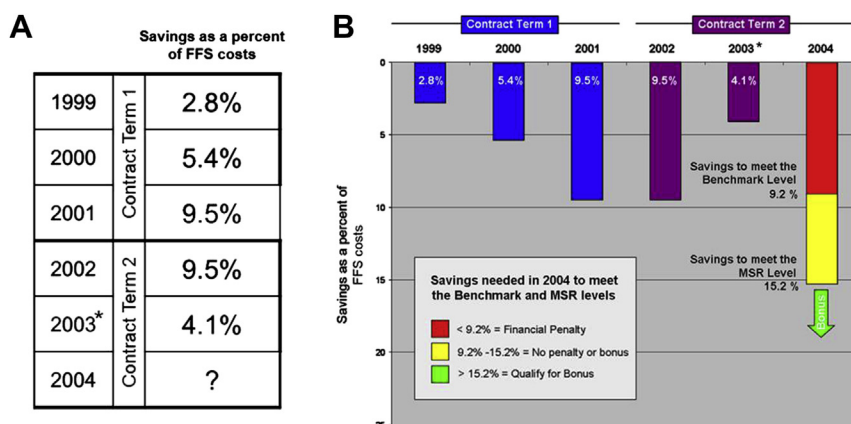 A
Savings as a percent
of FFS costs
1999
2.8%
2000
5.4%
2001
9.5%
Contract Term 1
2002
9.5%
2003*
4.1%
2004
?
Contract Term 2
B
Contract Term 1
Contract Term 2
1999
2000
2001
2002
2003 *
2004
0
5
10
15
20
25
Savings as a percent of
FFS costs
2.8%
5.4%
9.5%
9.5%
4.1%
Savings to meet the
Benchmark Level
9.2 %
Savings to meet the
MSR Level
15.2 %
Bonus
Savings needed in 2004 to meet
the Benchmark and MSR levels
< 9.2% = Financial Penalty
9.2% -15.2% = No penalty or bonus
> 15.2% = Qualify for Bonus